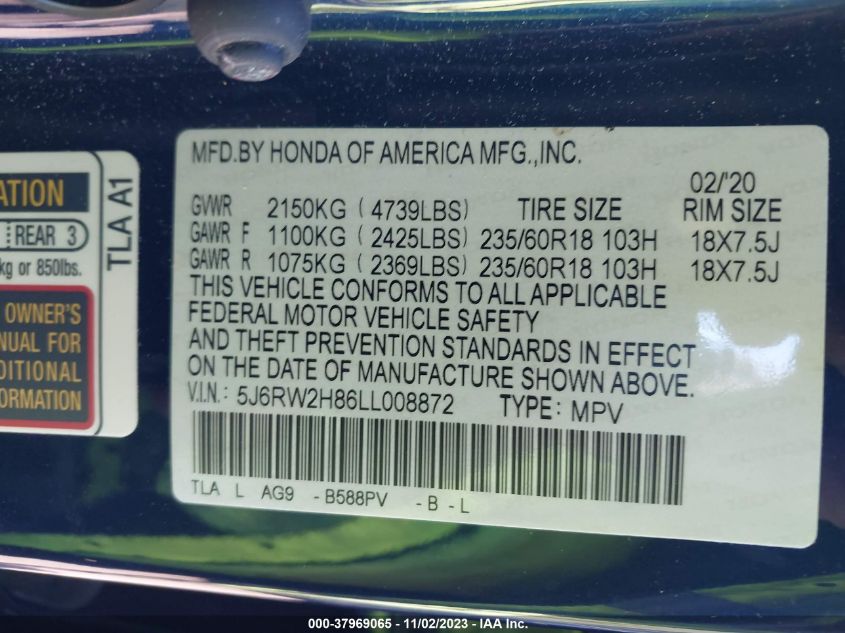 MFD.BY HONDA OF AMERICA MFG.,INC.
02/'20
GVWR 2150KG ( 4739LBS) TIRE SIZE RIM SIZE
GAWR F 1100KG ( 2425LBS) 235/60R18 103H 18X7.5J
GAWR R 1075KG ( 2369LBS) 235/60R18 103H 18X7.5J
THIS VEHICLE CONFORMS TO ALL APPLICABLE
FEDERAL MOTOR VEHICLE SAFETY
AND THEFT PREVENTION STANDARDS IN EFFECT
ON THE DATE OF MANUFACTURE SHOWN ABOVE.
V.I.N.: 5J6RW2H86LL008872 TYPE: MPV
TLA L AG9 -B588PV -B -L
ATION
REAR 3
kg or 850lbs.
OWNER'S
NUAL FOR
DITIONAL
FORMATION
TLA A1
000-37969065 - 11/02/2023 - IAA Inc.